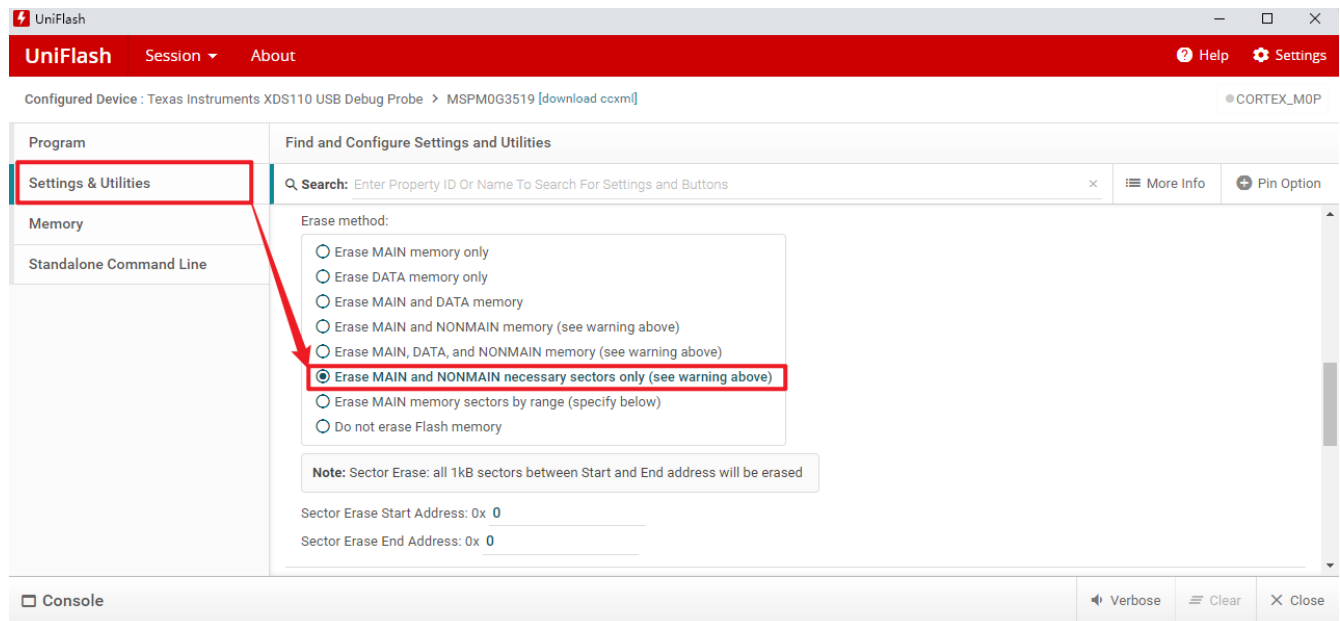 UniFlash
UniFlash Session About Help Settings
Configured Device : Texas Instruments XDS110 USB Debug Probe > MSPM0G3519 [download ccxml] CORTEX_M0P
Program
Settings & Utilities
Memory
Standalone Command Line
Find and Configure Settings and Utilities
Search: Enter Property ID Or Name To Search For Settings and Buttons × More Info Pin Option
Erase method:
Erase MAIN memory only
Erase DATA memory only
Erase MAIN and DATA memory
Erase MAIN and NONMAIN memory (see warning above)
Erase MAIN, DATA, and NONMAIN memory (see warning above)
Erase MAIN and NONMAIN necessary sectors only (see warning above)
Erase MAIN memory sectors by range (specify below)
Do not erase Flash memory
Note: Sector Erase: all 1kB sectors between Start and End address will be erased
Sector Erase Start Address: 0x 0
Sector Erase End Address: 0x 0
Console Verbose Clear Close